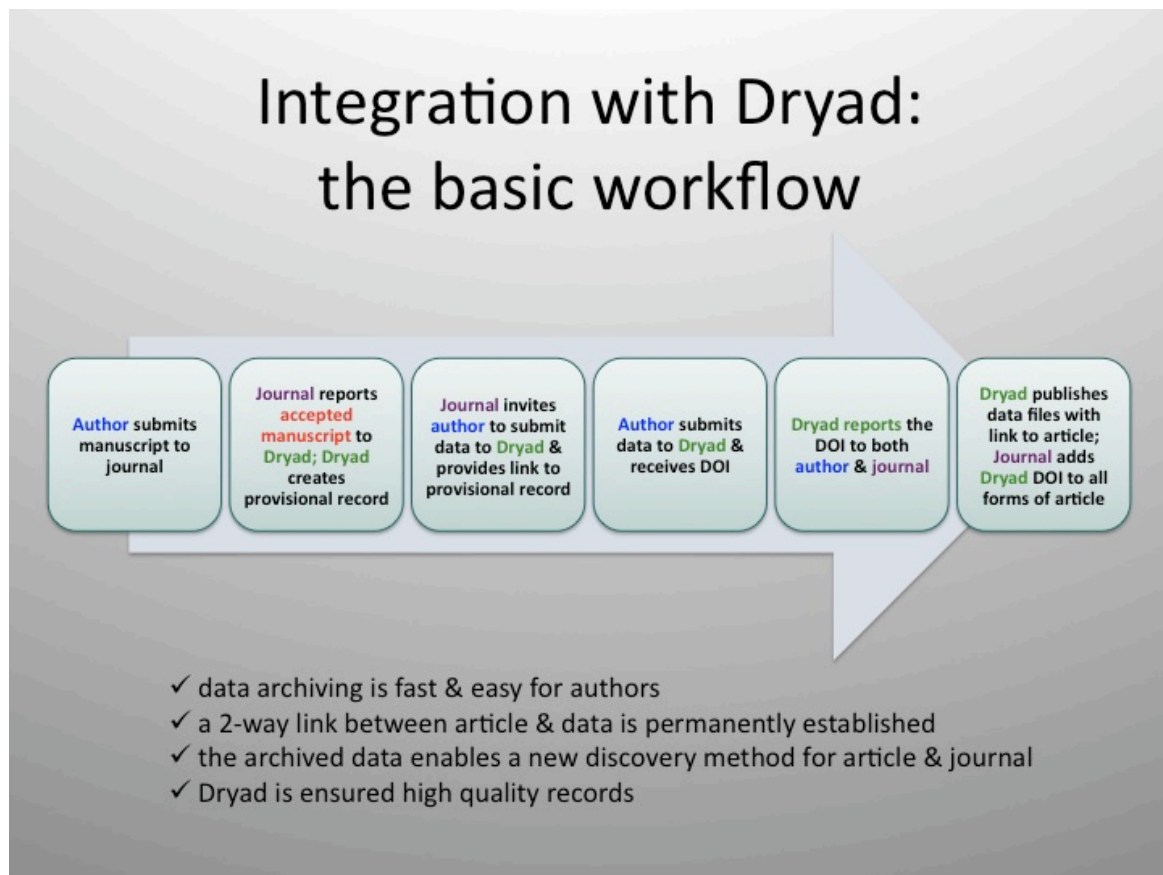 Integration with Dryad:
the basic workflow
Author submits
manuscript to
journal
Journal reports
accepted
manuscript to
Dryad; Dryad
creates
provisional record
Journal invites
author to submit
data to Dryad &
provides link to
provisional record
Author submits
data to Dryad &
receives DOI
Dryad reports the
DOI to both
author & journal
Dryad publishes
data files with
link to article;
Journal adds
Dryad DOI to all
forms of article
✓ data archiving is fast & easy for authors
✓ a 2-way link between article & data is permanently established
✓ the archived data enables a new discovery method for article & journal
✓ Dryad is ensured high quality records